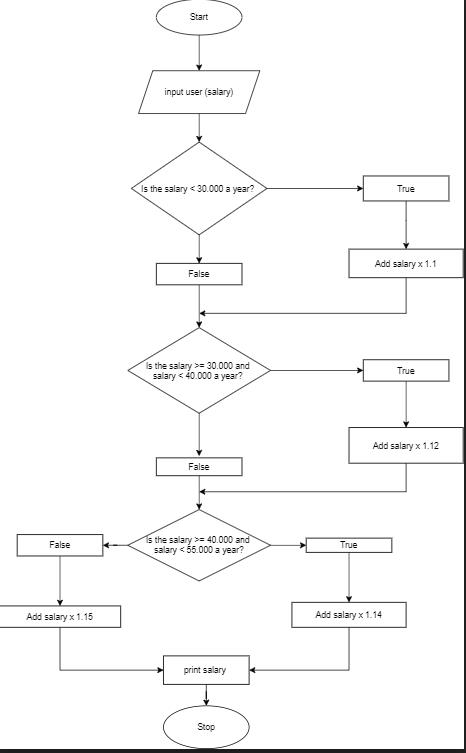 Start
input user (salary)
Is the salary < 30.000 a year?
True
Add salary x 1.1
False
Is the salary >= 30.000 and
salary < 40.000 a year?
True
Add salary x 1.12
False
Is the salary >= 40.000 and
salary < 55.000 a year?
False
True
Add salary x 1.15
Add salary x 1.14
print salary
Stop